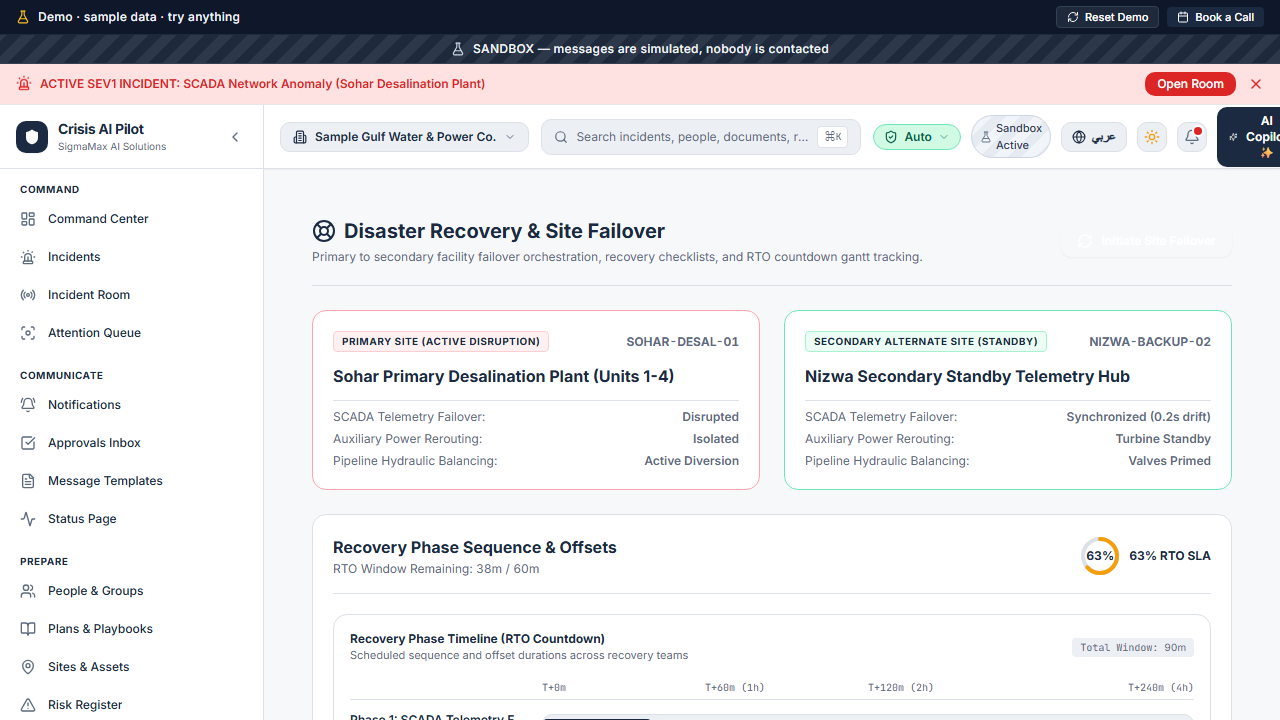 Demo · sample data · try anything
Reset Demo
Book a Call
SANDBOX — messages are simulated, nobody is contacted
ACTIVE SEV1 INCIDENT: SCADA Network Anomaly (Sohar Desalination Plant)
Open Room
Crisis AI Pilot
SigmaMax AI Solutions
Sample Gulf Water & Power Co.
Search incidents, people, documents, r...
⌘K
Auto
Sandbox
Active
عربي
AI
Copilo
COMMAND
Command Center
Incidents
Incident Room
Attention Queue
COMMUNICATE
Notifications
Approvals Inbox
Message Templates
Status Page
PREPARE
People & Groups
Plans & Playbooks
Sites & Assets
Risk Register
Disaster Recovery & Site Failover
Primary to secondary facility failover orchestration, recovery checklists, and RTO countdown gantt tracking.
Initiate Site Failover
PRIMARY SITE (ACTIVE DISRUPTION)
SOHAR-DESAL-01
Sohar Primary Desalination Plant (Units 1-4)
SCADA Telemetry Failover: Disrupted
Auxiliary Power Rerouting: Isolated
Pipeline Hydraulic Balancing: Active Diversion
SECONDARY ALTERNATE SITE (STANDBY)
NIZWA-BACKUP-02
Nizwa Secondary Standby Telemetry Hub
SCADA Telemetry Failover: Synchronized (0.2s drift)
Auxiliary Power Rerouting: Turbine Standby
Pipeline Hydraulic Balancing: Valves Primed
Recovery Phase Sequence & Offsets
RTO Window Remaining: 38m / 60m
63%
63% RTO SLA
Recovery Phase Timeline (RTO Countdown)
Scheduled sequence and offset durations across recovery teams
Total Window: 90m
T+0m T+60m (1h) T+120m (2h) T+240m (4h)
Phase 1: SCADA Telemetry F...